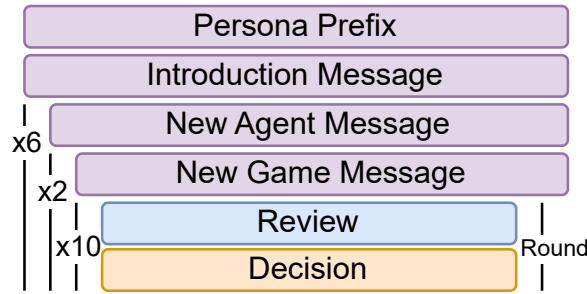 Persona Prefix
Introduction Message
New Agent Message
x6
New Game Message
x2
Review
x10
Round
Decision